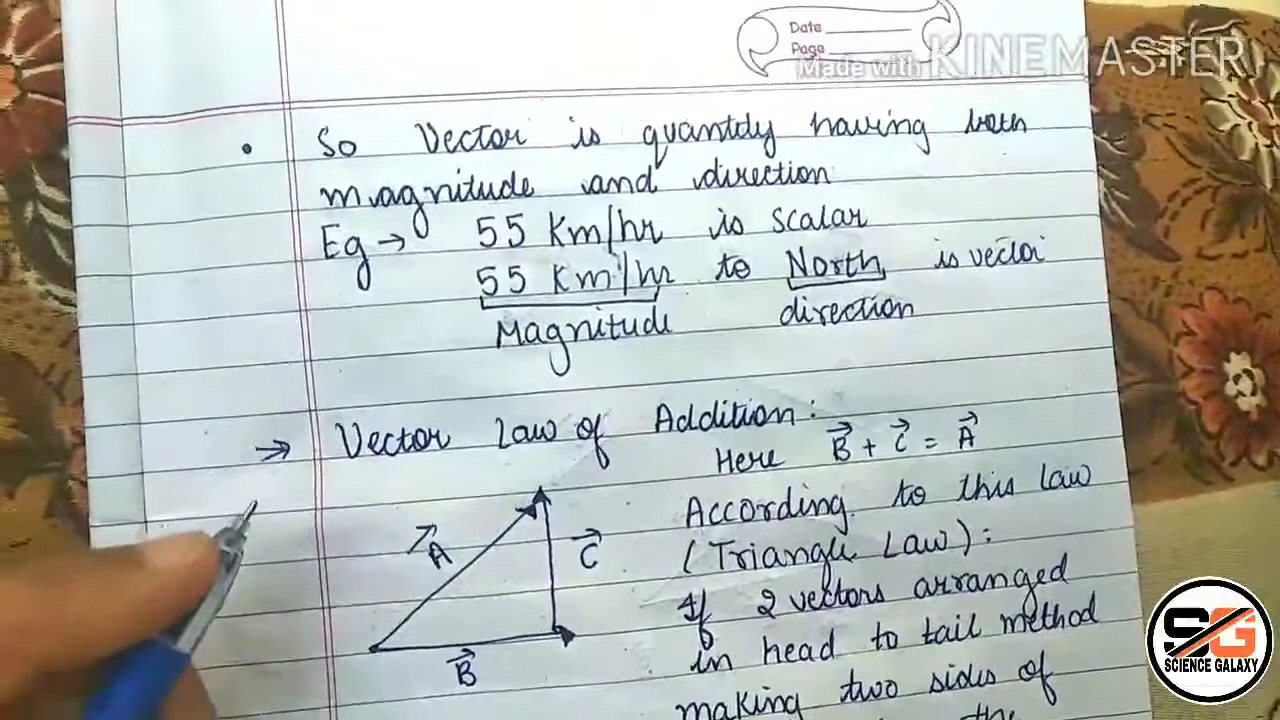 Date
Page
Made with KINEMASTER
• So Vector is quantity having both
magnitude and direction
Eg → 55 Km/hr is scalar
55 Km/hr to North is vector
Magnitude direction
⇒ Vector Law of Addition:
Here B⃗ + C⃗ = A⃗
According to this law
(Triangle Law):
If 2 vectors arranged
in head to tail method
making two sides of
the
A⃗
C⃗
B⃗
SG
SCIENCE GALAXY